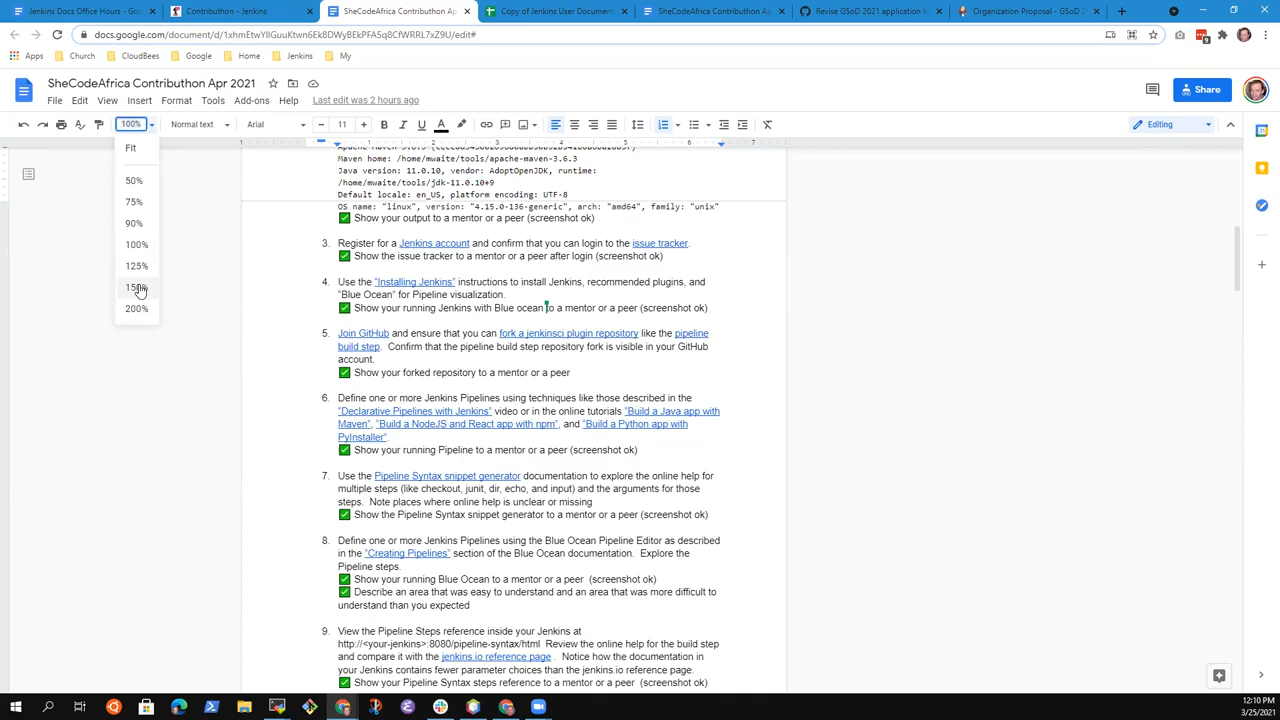 Jenkins Docs Office Hours - Go
Contribution - Jenkins
SheCodeAfrica Contributhon Ap
Copy of Jenkins User Document
SheCodeAfrica Contributhon Ap
Revise GSoD 2021 application b
Organization Proposal - GSoD 2
docs.google.com/document/d/1xhmEtwYIlGuuKtwn6Ek8DWyBEkPFA5q8CfWRRL7xZ9U/edit#
Apps
Church
CloudBees
Google
Home
Jenkins
My
SheCodeAfrica Contributhon Apr 2021
File Edit View Insert Format Tools Add-ons Help Last edit was 2 hours ago
Share
100% Normal text Arial 11 Editing
Fit
50%
75%
90%
100%
125%
150%
200%
1 2 3 4 5 6 7
Maven home: /home/mwaite/tools/apache-maven-3.6.3
Java version: 11.0.10, vendor: AdoptOpenJDK, runtime:
/home/mwaite/tools/jdk-11.0.10+9
Default locale: en_US, platform encoding: UTF-8
OS name: "linux", version: "4.15.0-136-generic", arch: "amd64", family: "unix"
✅ Show your output to a mentor or a peer (screenshot ok)
3. Register for a Jenkins account and confirm that you can login to the issue tracker.
✅ Show the issue tracker to a mentor or a peer after login (screenshot ok)
4. Use the "Installing Jenkins" instructions to install Jenkins, recommended plugins, and
"Blue Ocean" for Pipeline visualization.
✅ Show your running Jenkins with Blue ocean to a mentor or a peer (screenshot ok)
5. Join GitHub and ensure that you can fork a jenkinsci plugin repository like the pipeline
build step. Confirm that the pipeline build step repository fork is visible in your GitHub
account.
✅ Show your forked repository to a mentor or a peer
6. Define one or more Jenkins Pipelines using techniques like those described in the
"Declarative Pipelines with Jenkins" video or in the online tutorials "Build a Java app with
Maven", "Build a NodeJS and React app with npm", and "Build a Python app with
PyInstaller".
✅ Show your running Pipeline to a mentor or a peer (screenshot ok)
7. Use the Pipeline Syntax snippet generator documentation to explore the online help for
multiple steps (like checkout, junit, dir, echo, and input) and the arguments for those
steps. Note places where online help is unclear or missing
✅ Show the Pipeline Syntax snippet generator to a mentor or a peer (screenshot ok)
8. Define one or more Jenkins Pipelines using the Blue Ocean Pipeline Editor as described
in the "Creating Pipelines" section of the Blue Ocean documentation. Explore the
Pipeline steps.
✅ Show your running Blue Ocean to a mentor or a peer (screenshot ok)
✅ Describe an area that was easy to understand and an area that was more difficult to
understand than you expected
9. View the Pipeline Steps reference inside your Jenkins at
http://<your-jenkins>:8080/pipeline-syntax/html Review the online help for the build step
and compare it with the jenkins.io reference page . Notice how the documentation in
your Jenkins contains fewer parameter choices than the jenkins.io reference page.
✅ Show your Pipeline Syntax steps reference to a mentor or a peer (screenshot ok)
12:10 PM
3/25/2021